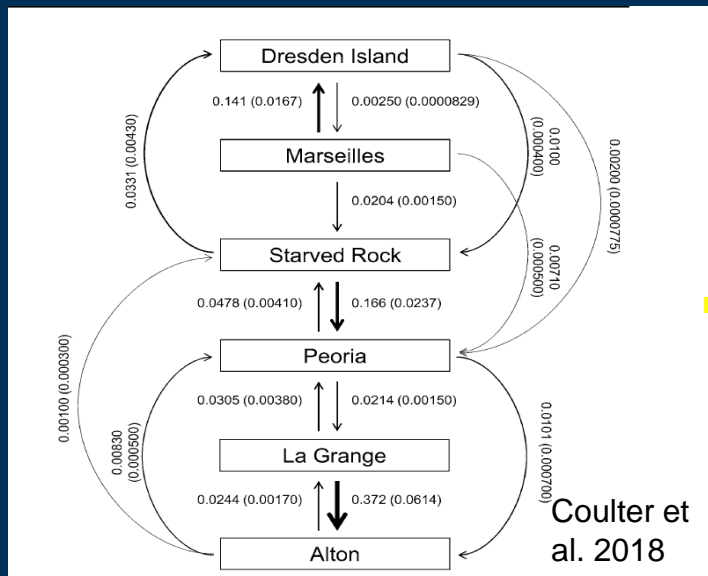 Dresden Island
0.141 (0.0167)
0.00250 (0.0000829)
Marseilles
0.0331 (0.00430)
0.0100
(0.000400)
0.00200 (0.0000775)
0.0204 (0.00150)
Starved Rock
0.00710
(0.000500)
0.0478 (0.00410)
0.166 (0.0237)
Peoria
0.00100 (0.000300)
0.00830
(0.000500)
0.0305 (0.00380)
0.0214 (0.00150)
0.0101 (0.000700)
La Grange
0.0244 (0.00170)
0.372 (0.0614)
Alton
Coulter et
al. 2018